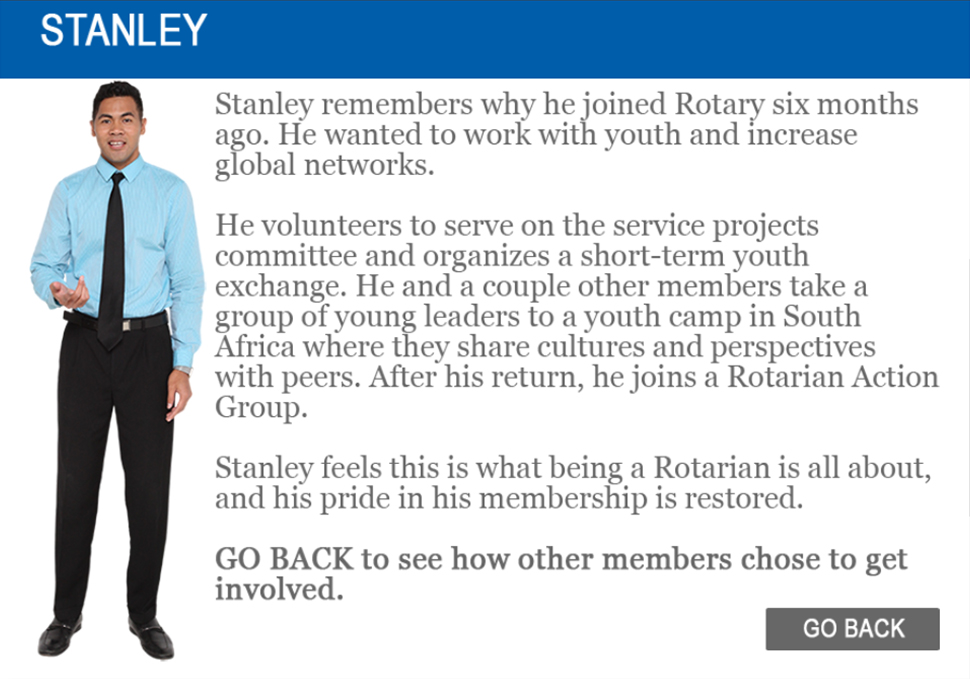 STANLEY
Stanley remembers why he joined Rotary six months
ago. He wanted to work with youth and increase
global networks.
He volunteers to serve on the service projects
committee and organizes a short-term youth
exchange. He and a couple other members take a
group of young leaders to a youth camp in South
Africa where they share cultures and perspectives
with peers. After his return, he joins a Rotarian Action
Group.
Stanley feels this is what being a Rotarian is all about,
and his pride in his membership is restored.
GO BACK to see how other members chose to get
involved.
GO BACK